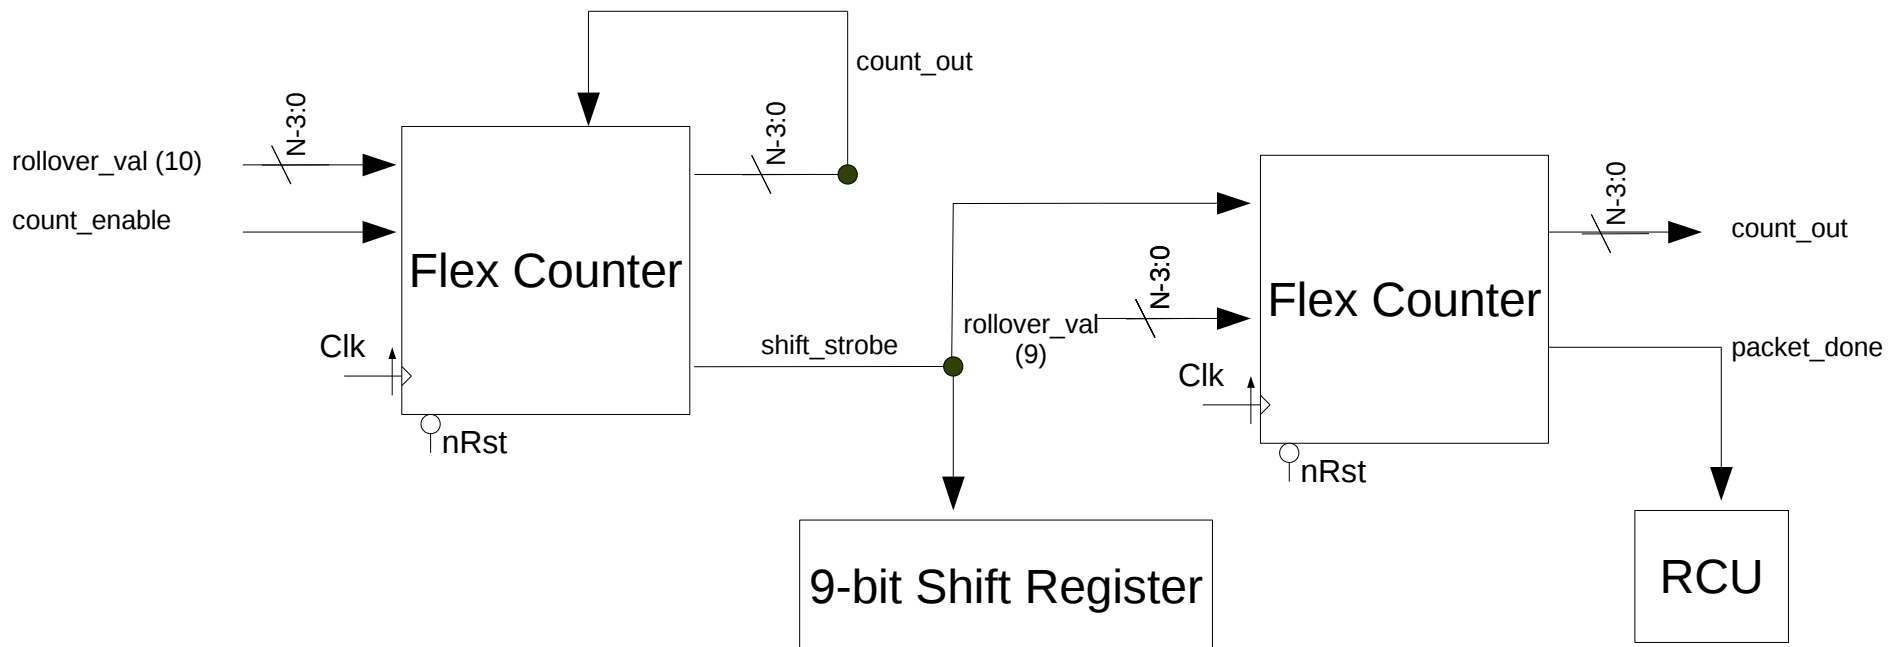 count_out
N-3:0
N-3:0
rollover_val (10)
count_enable
Flex Counter
Clk
nRst
shift_strobe
rollover_val
(9)
N-3:0
Flex Counter
Clk
nRst
N-3:0
count_out
packet_done
9-bit Shift Register
RCU